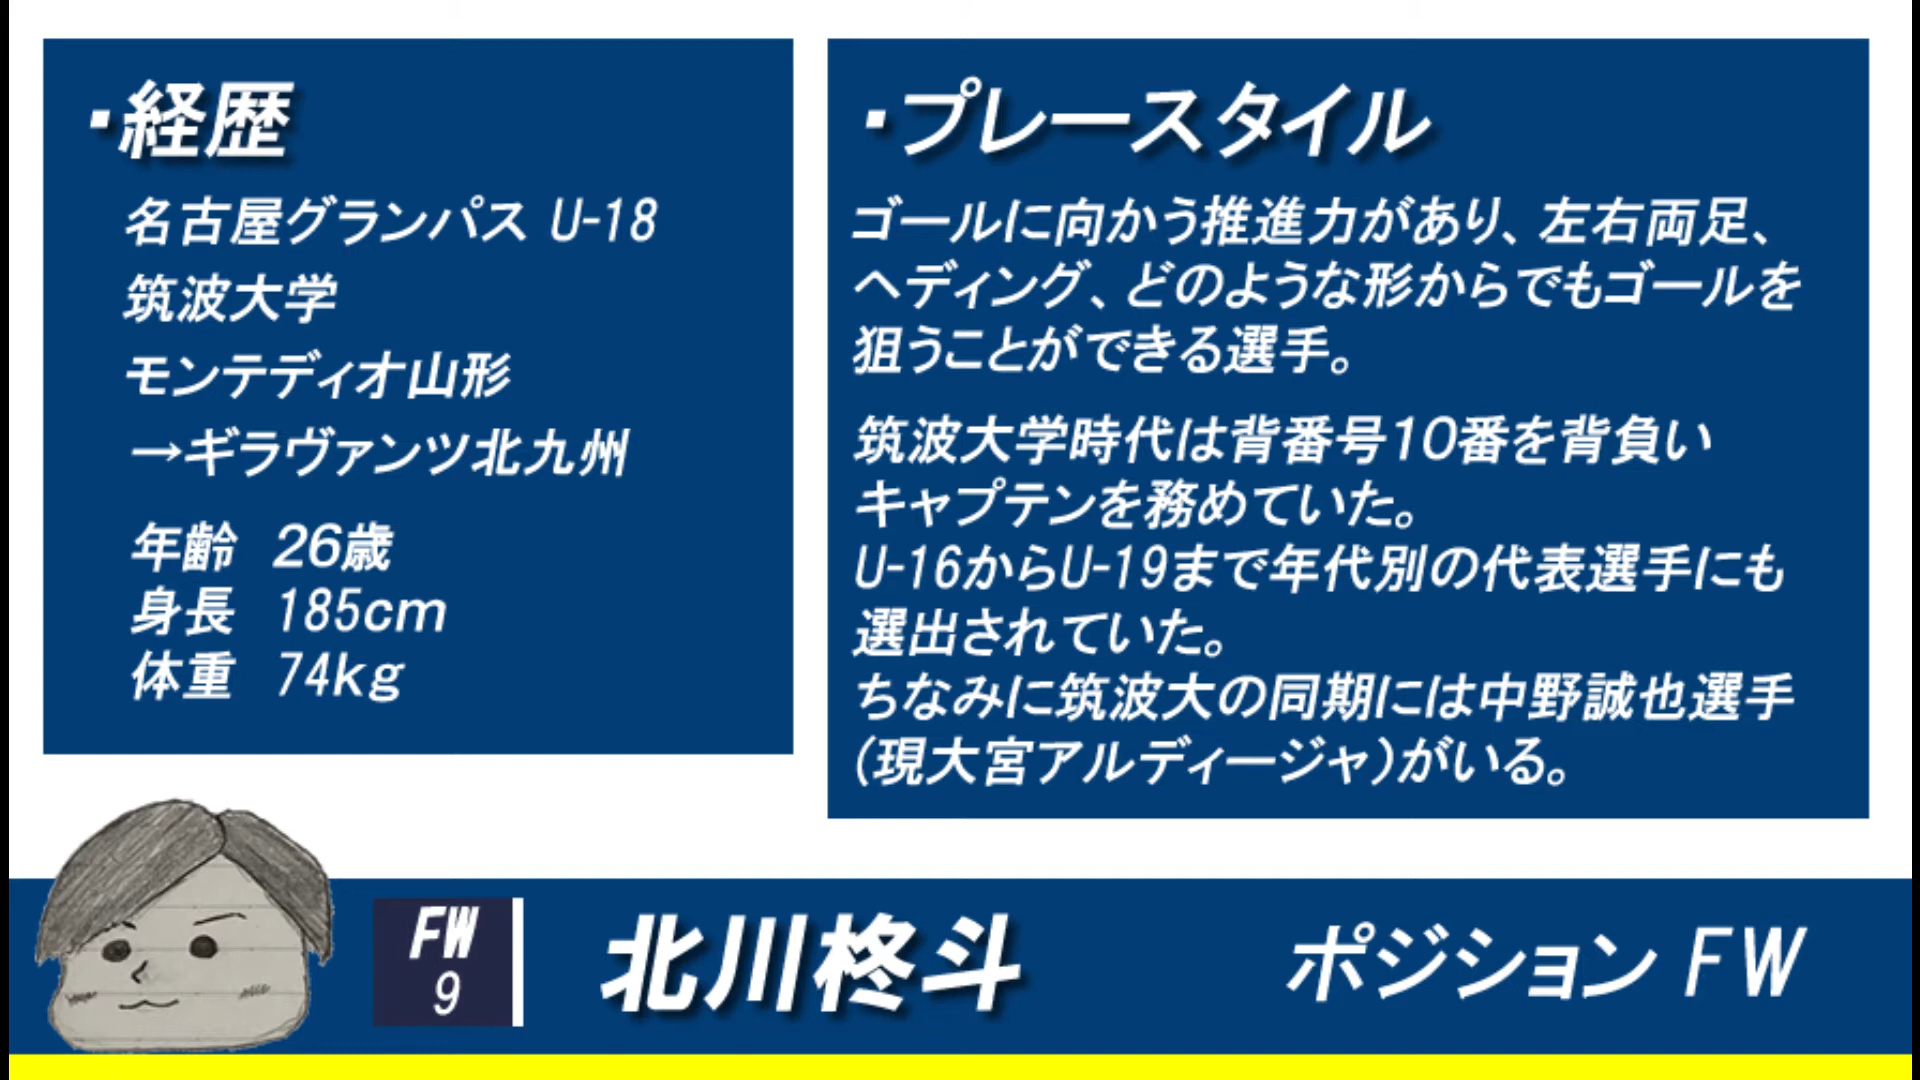 ・経歴
名古屋グランパス U-18
筑波大学
モンテディオ山形
→ギラヴァンツ北九州
年齢　26歳
身長　185cm
体重　74kg
・プレースタイル
ゴールに向かう推進力があり、左右両足、
ヘディング、どのような形からでもゴールを
狙うことができる選手。
筑波大学時代は背番号10番を背負い
キャプテンを務めていた。
U-16からU-19まで年代別の代表選手にも
選出されていた。
ちなみに筑波大の同期には中野誠也選手
(現大宮アルディージャ)がいる。
FW
9
北川柊斗
ポジション FW